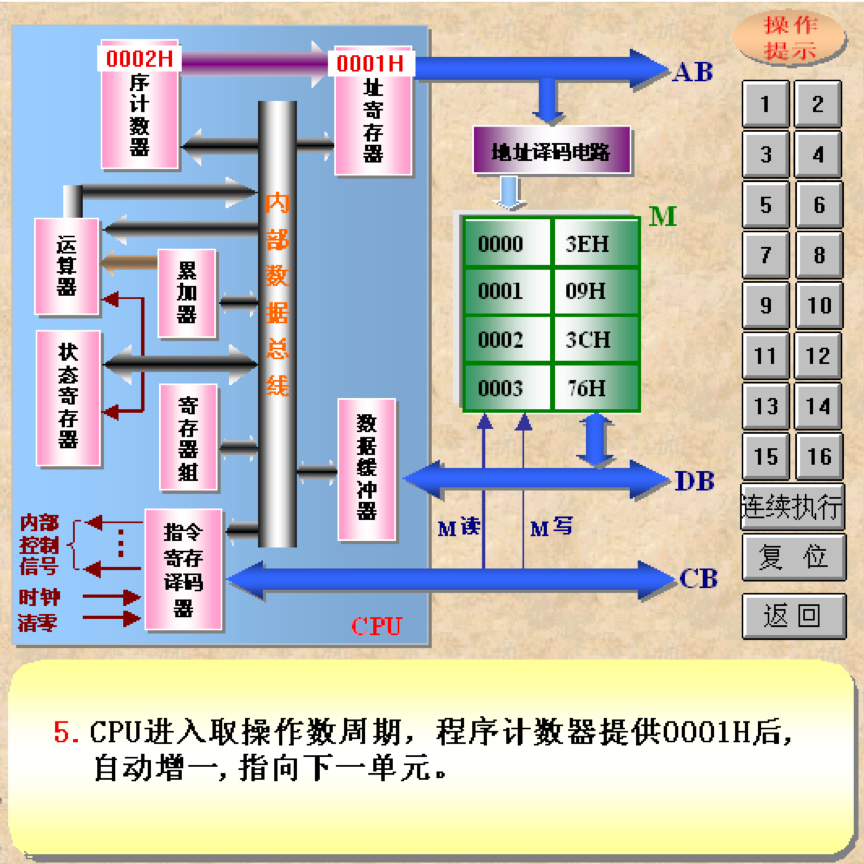 操作
提示
0002H
序计数器
0001H
址寄存器
AB
地址译码电路
M
0000 3EH
0001 09H
0002 3CH
0003 76H
内部数据总线
运算器
累加器
状态寄存器
寄存器组
数据缓冲器
DB
M读
M写
CB
内部
控制
信号
时钟
清零
指令
寄存
译码
器
CPU
1 2
3 4
5 6
7 8
9 10
11 12
13 14
15 16
连续执行
复 位
返回
5. CPU进入取操作数周期，程序计数器提供0001H后,
自动增一,指向下一单元。